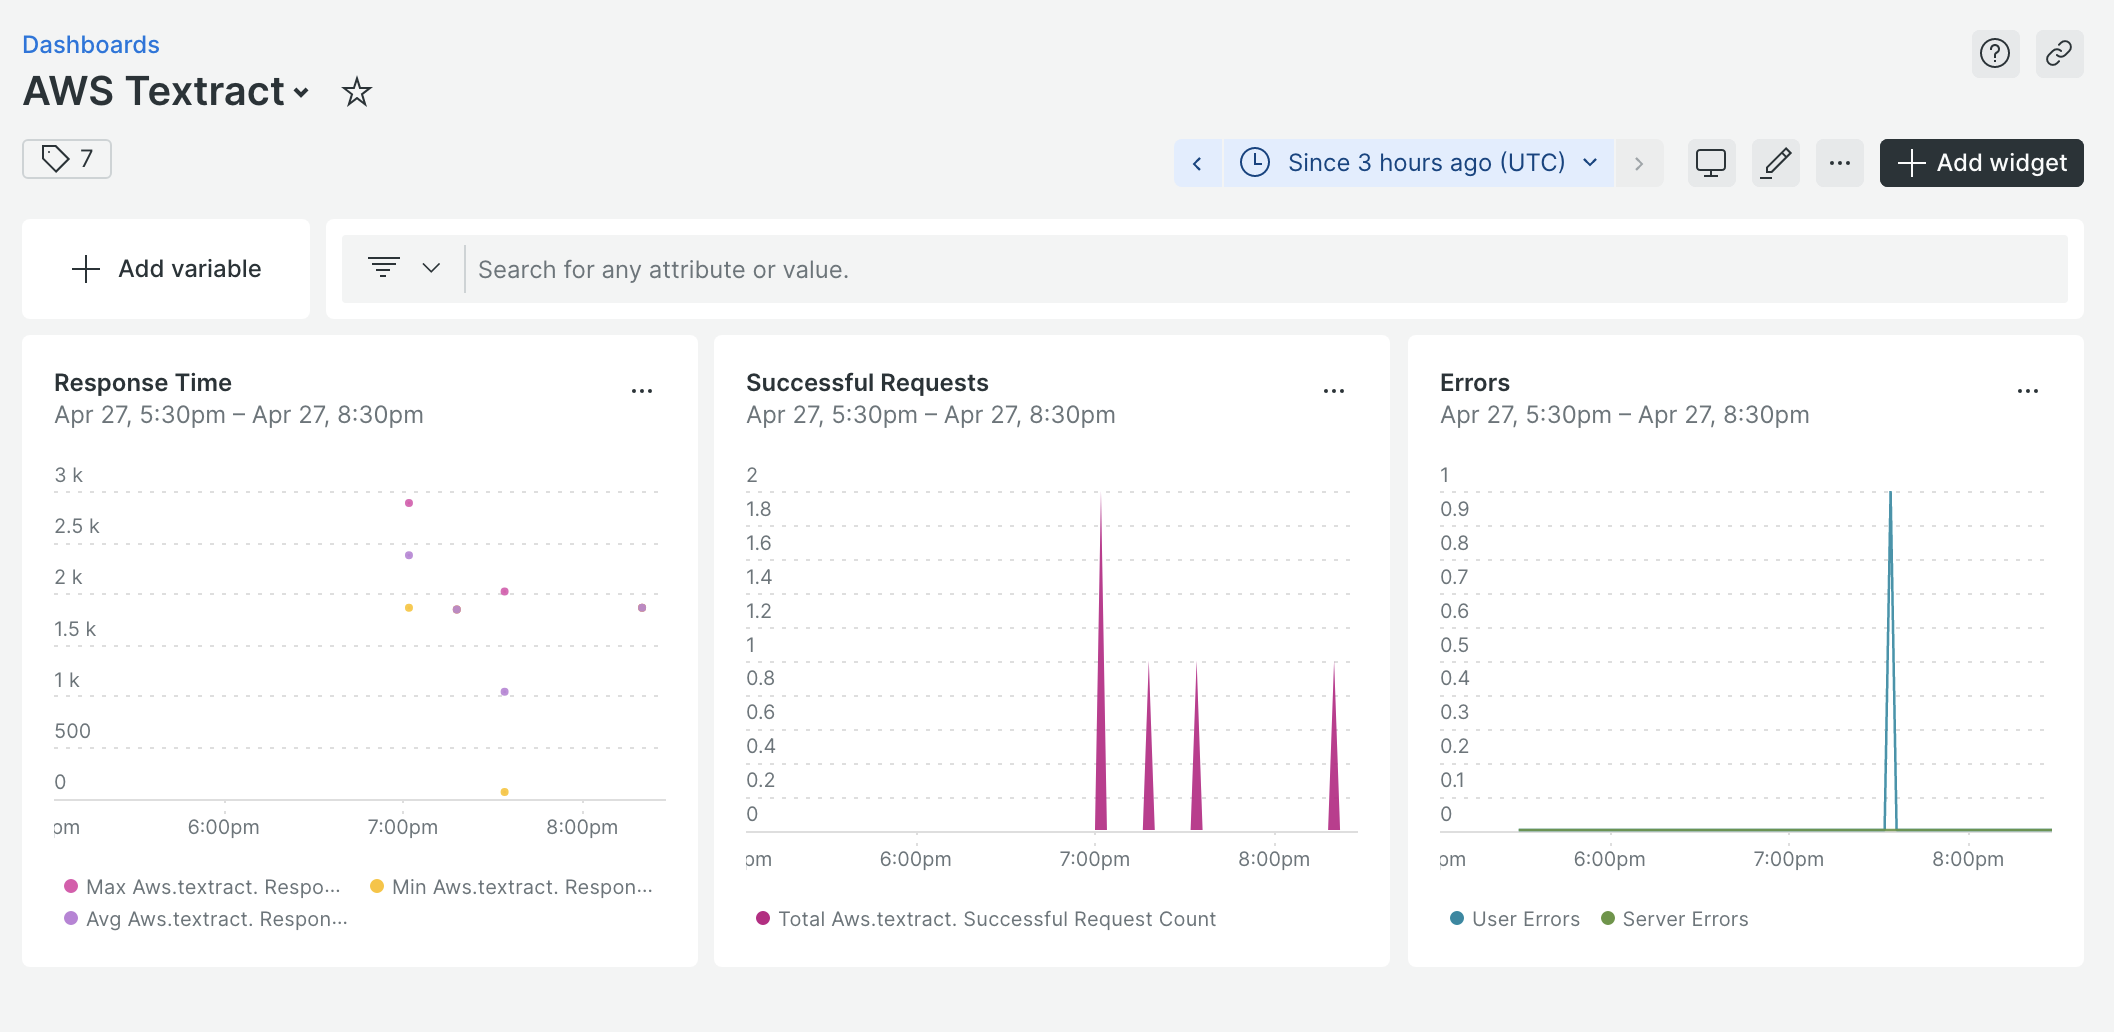 Dashboards
AWS Textract
7
Since 3 hours ago (UTC)
Add widget
Add variable
Search for any attribute or value.
Response Time
Apr 27, 5:30pm – Apr 27, 8:30pm
3 k
2.5 k
2 k
1.5 k
1 k
500
0
pm 6:00pm 7:00pm 8:00pm
Max Aws.textract. Respo... Min Aws.textract. Respon...
Avg Aws.textract. Respon...
Successful Requests
Apr 27, 5:30pm – Apr 27, 8:30pm
2
1.8
1.6
1.4
1.2
1
0.8
0.6
0.4
0.2
0
pm 6:00pm 7:00pm 8:00pm
Total Aws.textract. Successful Request Count
Errors
Apr 27, 5:30pm – Apr 27, 8:30pm
1
0.9
0.8
0.7
0.6
0.5
0.4
0.3
0.2
0.1
0
pm 6:00pm 7:00pm 8:00pm
User Errors Server Errors